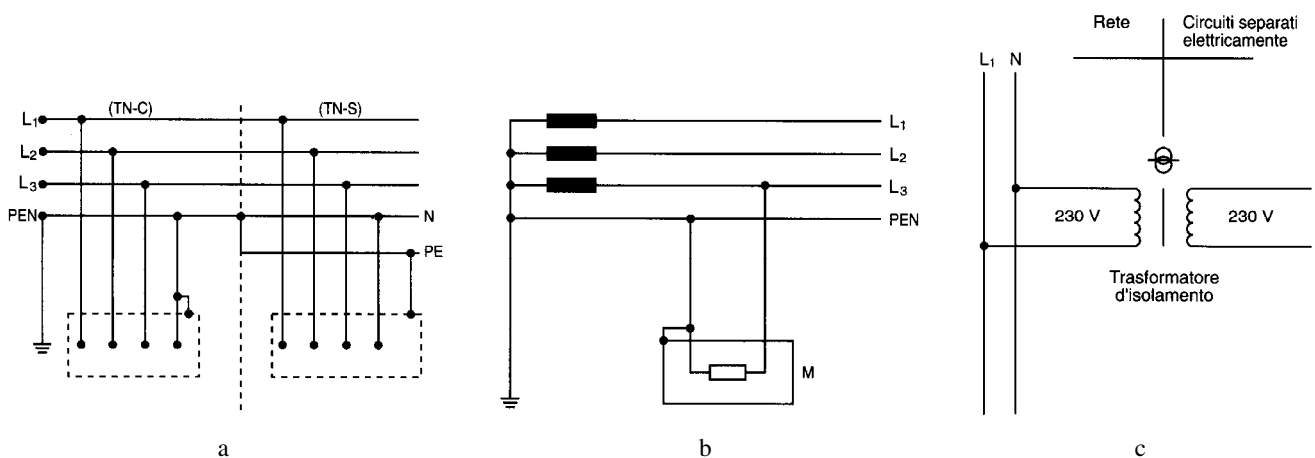 (TN-C)
(TN-S)
L1
L2
L3
PEN
N
PE
a
L1
L2
L3
PEN
M
b
Rete
Circuiti separati
elettricamente
L1 N
230 V
230 V
Trasformatore
d'isolamento
c